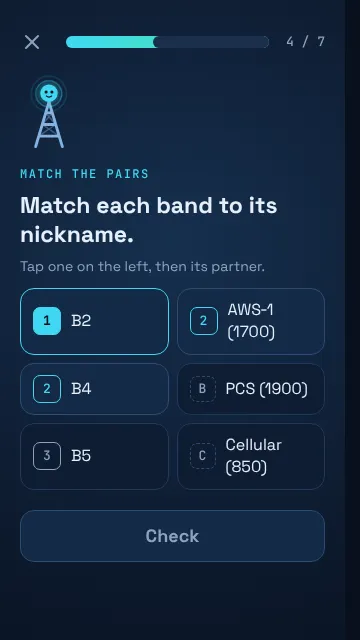 4 / 7
MATCH THE PAIRS
Match each band to its
nickname.
Tap one on the left, then its partner.
1 B2
2 AWS-1
(1700)
2 B4
B PCS (1900)
3 B5
C Cellular
(850)
Check